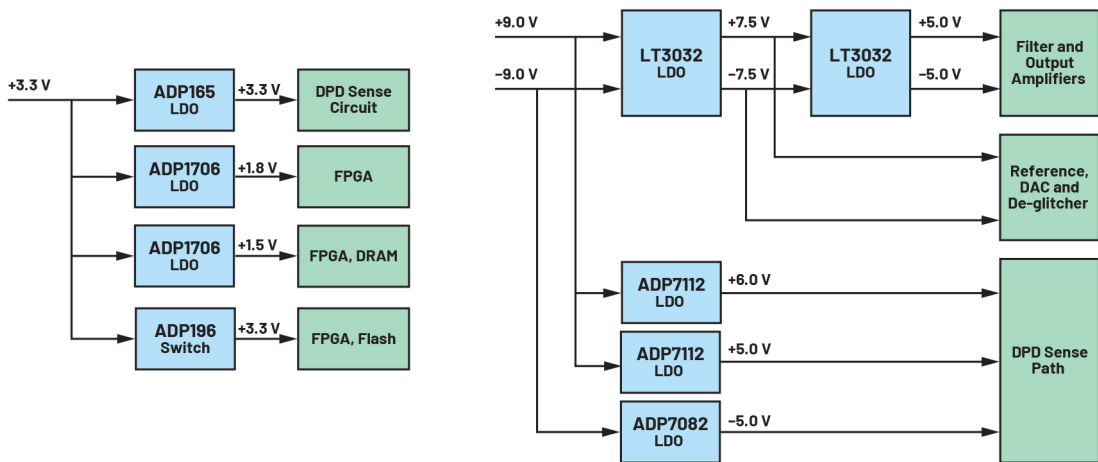 +3.3 V
ADP165
LDO
+3.3 V
DPD Sense
Circuit
ADP1706
LDO
+1.8 V
FPGA
ADP1706
LDO
+1.5 V
FPGA, DRAM
ADP196
Switch
+3.3 V
FPGA, Flash
+9.0 V
−9.0 V
LT3032
LDO
+7.5 V
−7.5 V
LT3032
LDO
+5.0 V
−5.0 V
Filter and
Output
Amplifiers
Reference,
DAC and
De-glitcher
ADP7112
LDO
+6.0 V
ADP7112
LDO
+5.0 V
ADP7082
LDO
−5.0 V
DPD Sense
Path